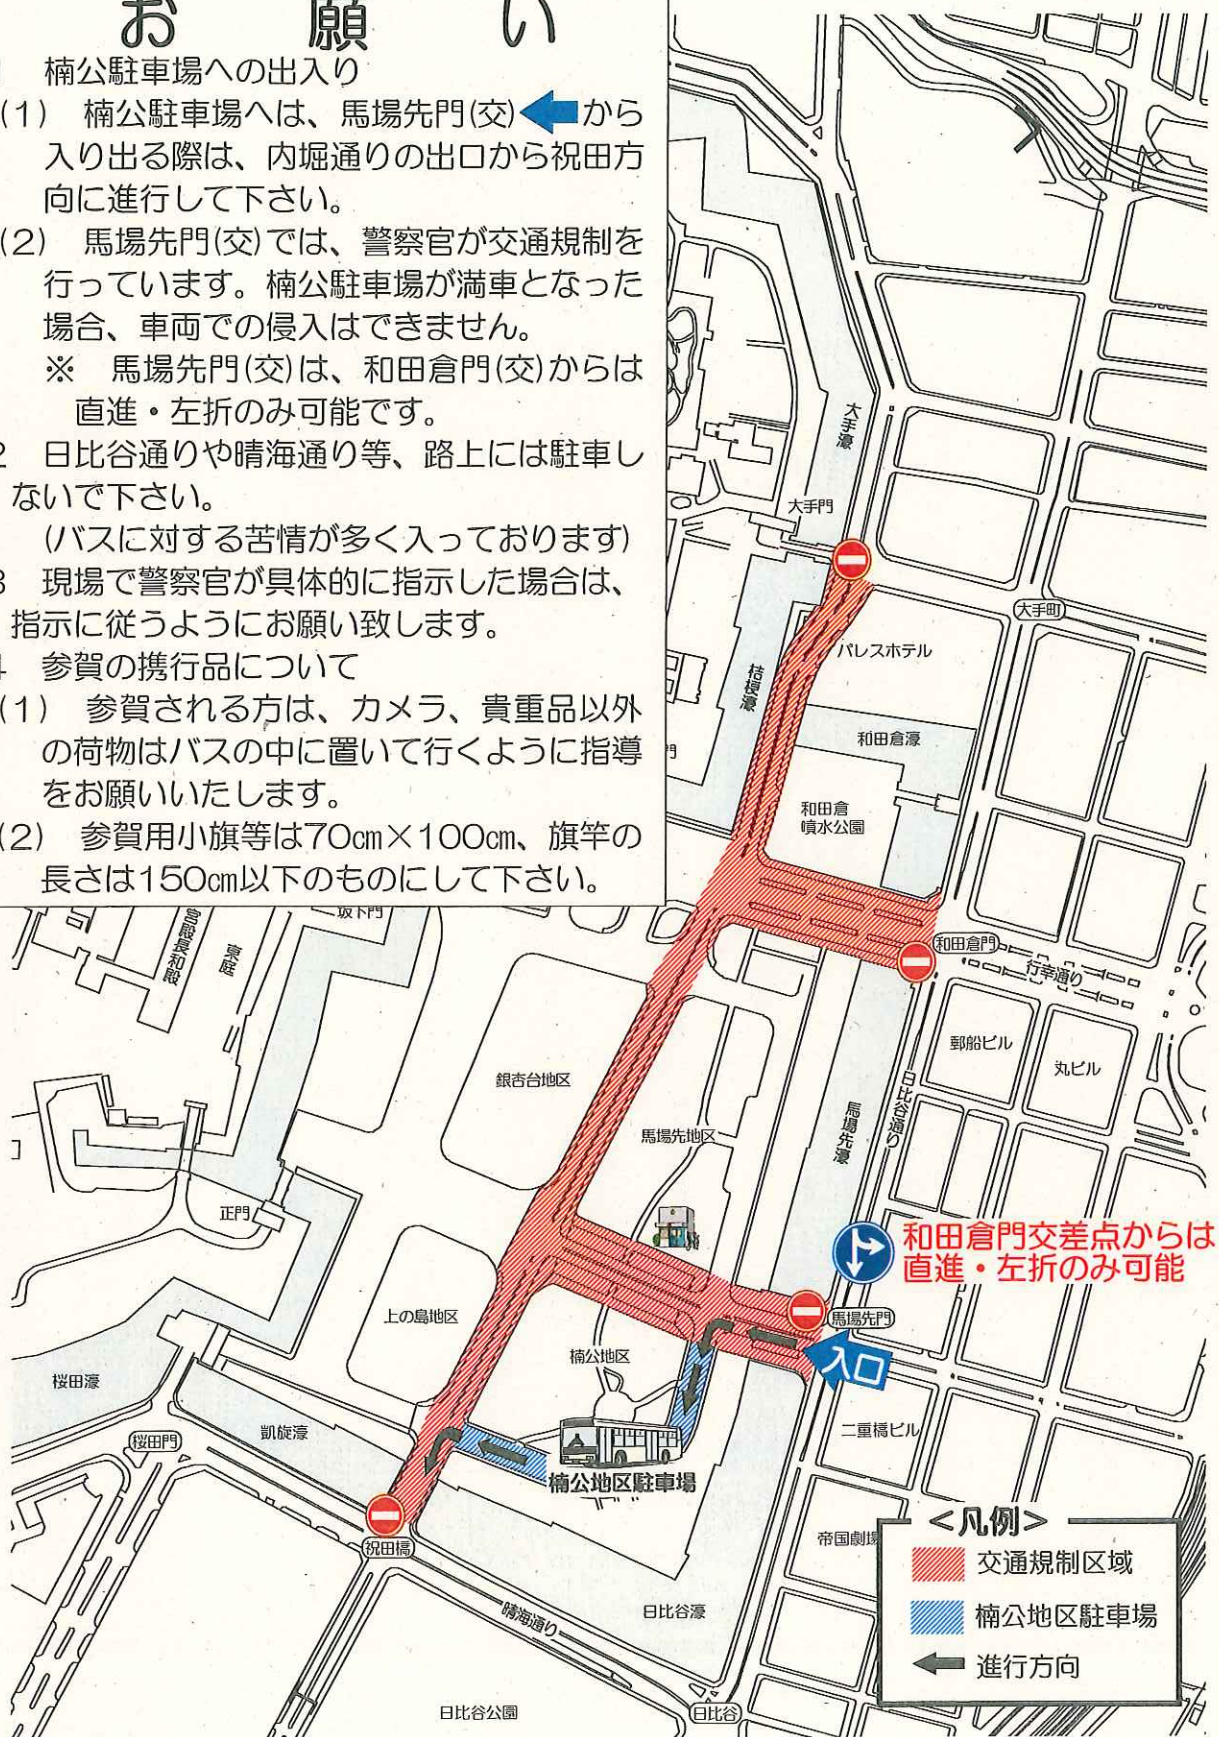 お願い
楠公駐車場への出入り
(1) 楠公駐車場へは、馬場先門(交)←から
入り出る際は、内堀通りの出口から祝田方
向に進行して下さい。
(2) 馬場先門(交)では、警察官が交通規制を
行っています。楠公駐車場が満車となった
場合、車両での侵入はできません。
※ 馬場先門(交)は、和田倉門(交)からは
直進・左折のみ可能です。
2 日比谷通りや晴海通り等、路上には駐車し
ないで下さい。
(バスに対する苦情が多く入っております)
3 現場で警察官が具体的に指示した場合は、
指示に従うようにお願い致します。
4 参賀の携行品について
(1) 参賀される方は、カメラ、貴重品以外
の荷物はバスの中に置いて行くように指導
をお願いいたします。
(2) 参賀用小旗等は70cm×100cm、旗竿の
長さは150cm以下のものにして下さい。
大手濠
大手門
大手町
パレスホテル
桔梗濠
門
和田倉濠
和田倉
噴水公園
坂下門
宮殿長和殿
東庭
和田倉門
行幸通り
郵船ビル
丸ビル
銀杏台地区
日比谷通り
馬場先濠
馬場先地区
正門
和田倉門交差点からは
直進・左折のみ可能
上の島地区
馬場先門
入口
楠公地区
桜田濠
凱旋濠
桜田門
二重橋ビル
楠公地区駐車場
祝田橋
帝国劇場
晴海通り
日比谷濠
日比谷公園
日比谷
<凡例>
交通規制区域
楠公地区駐車場
進行方向